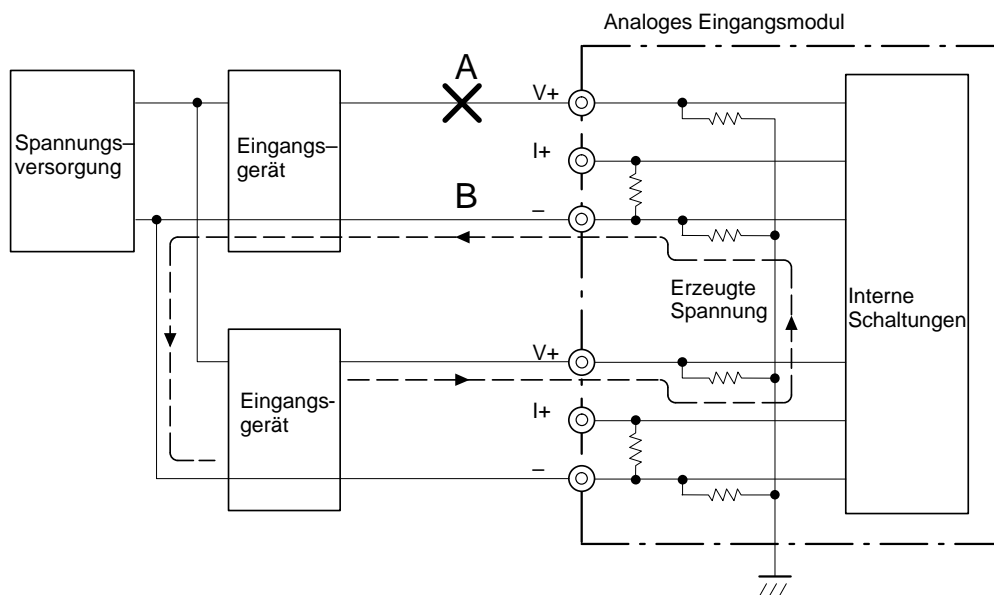 Analoges Eingangsmodul
A
V+
Spannungs–
versorgung
Eingangs–
gerät
I+
B
–
Erzeugte
Spannung
Interne
Schaltungen
V+
Eingangs-
gerät
I+
–